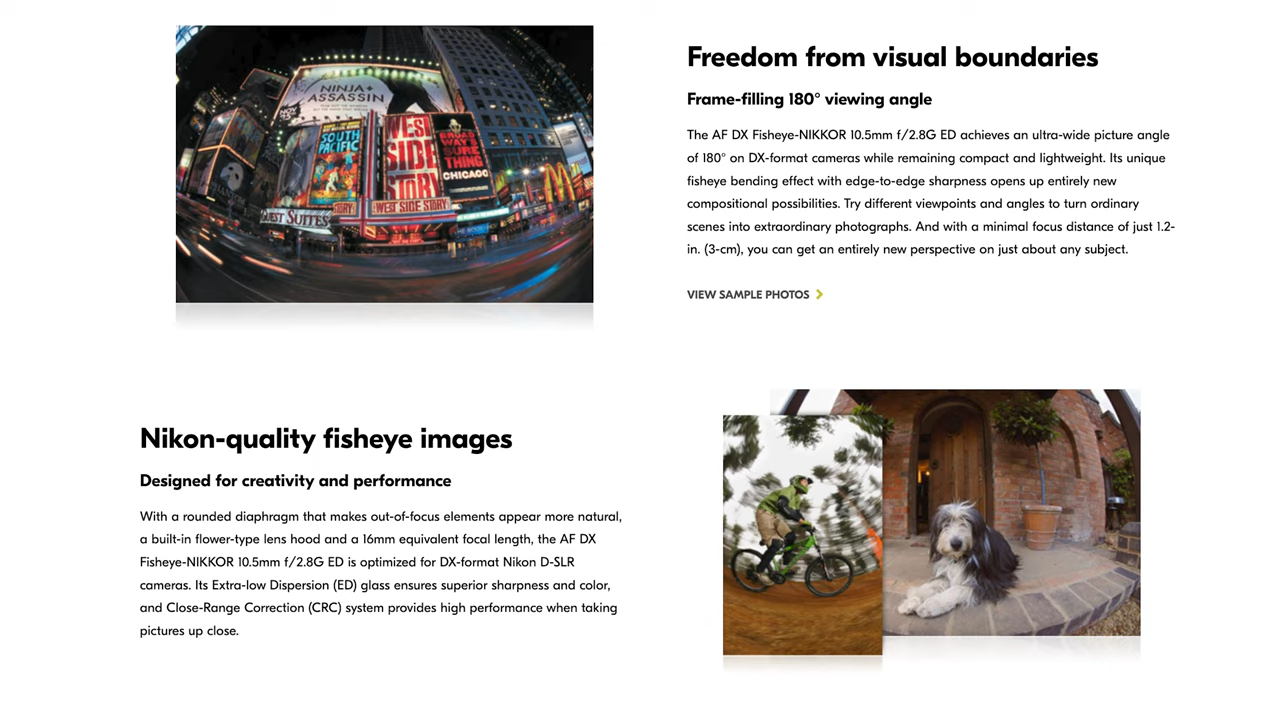 NINJA
ASSASSIN
SOUTH
PACIFIC
WEST
SIDE
STORY
BROAD
WAY'S
SURE
THING
CHICAGO
STORY
WEST SIDE STORY
GUEST SUITES
Freedom from visual boundaries
Frame-filling 180° viewing angle
The AF DX Fisheye-NIKKOR 10.5mm f/2.8G ED achieves an ultra-wide picture angle
of 180° on DX-format cameras while remaining compact and lightweight. Its unique
fisheye bending effect with edge-to-edge sharpness opens up entirely new
compositional possibilities. Try different viewpoints and angles to turn ordinary
scenes into extraordinary photographs. And with a minimal focus distance of just 1.2-
in. (3-cm), you can get an entirely new perspective on just about any subject.
VIEW SAMPLE PHOTOS
Nikon-quality fisheye images
Designed for creativity and performance
With a rounded diaphragm that makes out-of-focus elements appear more natural,
a built-in flower-type lens hood and a 16mm equivalent focal length, the AF DX
Fisheye-NIKKOR 10.5mm f/2.8G ED is optimized for DX-format Nikon D-SLR
cameras. Its Extra-low Dispersion (ED) glass ensures superior sharpness and color,
and Close-Range Correction (CRC) system provides high performance when taking
pictures up close.